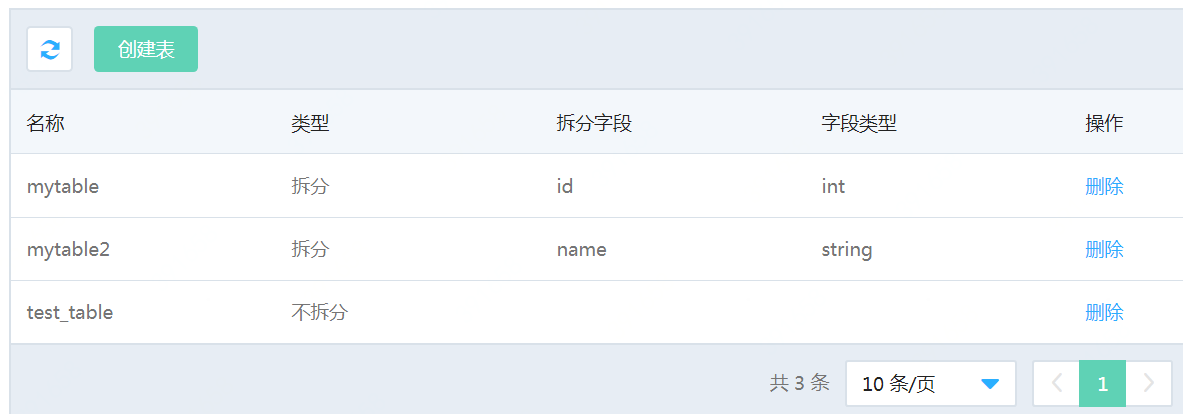 创建表
名称 类型 拆分字段 字段类型 操作
mytable 拆分 id int 删除
mytable2 拆分 name string 删除
test_table 不拆分 删除
共 3 条 10 条/页 1